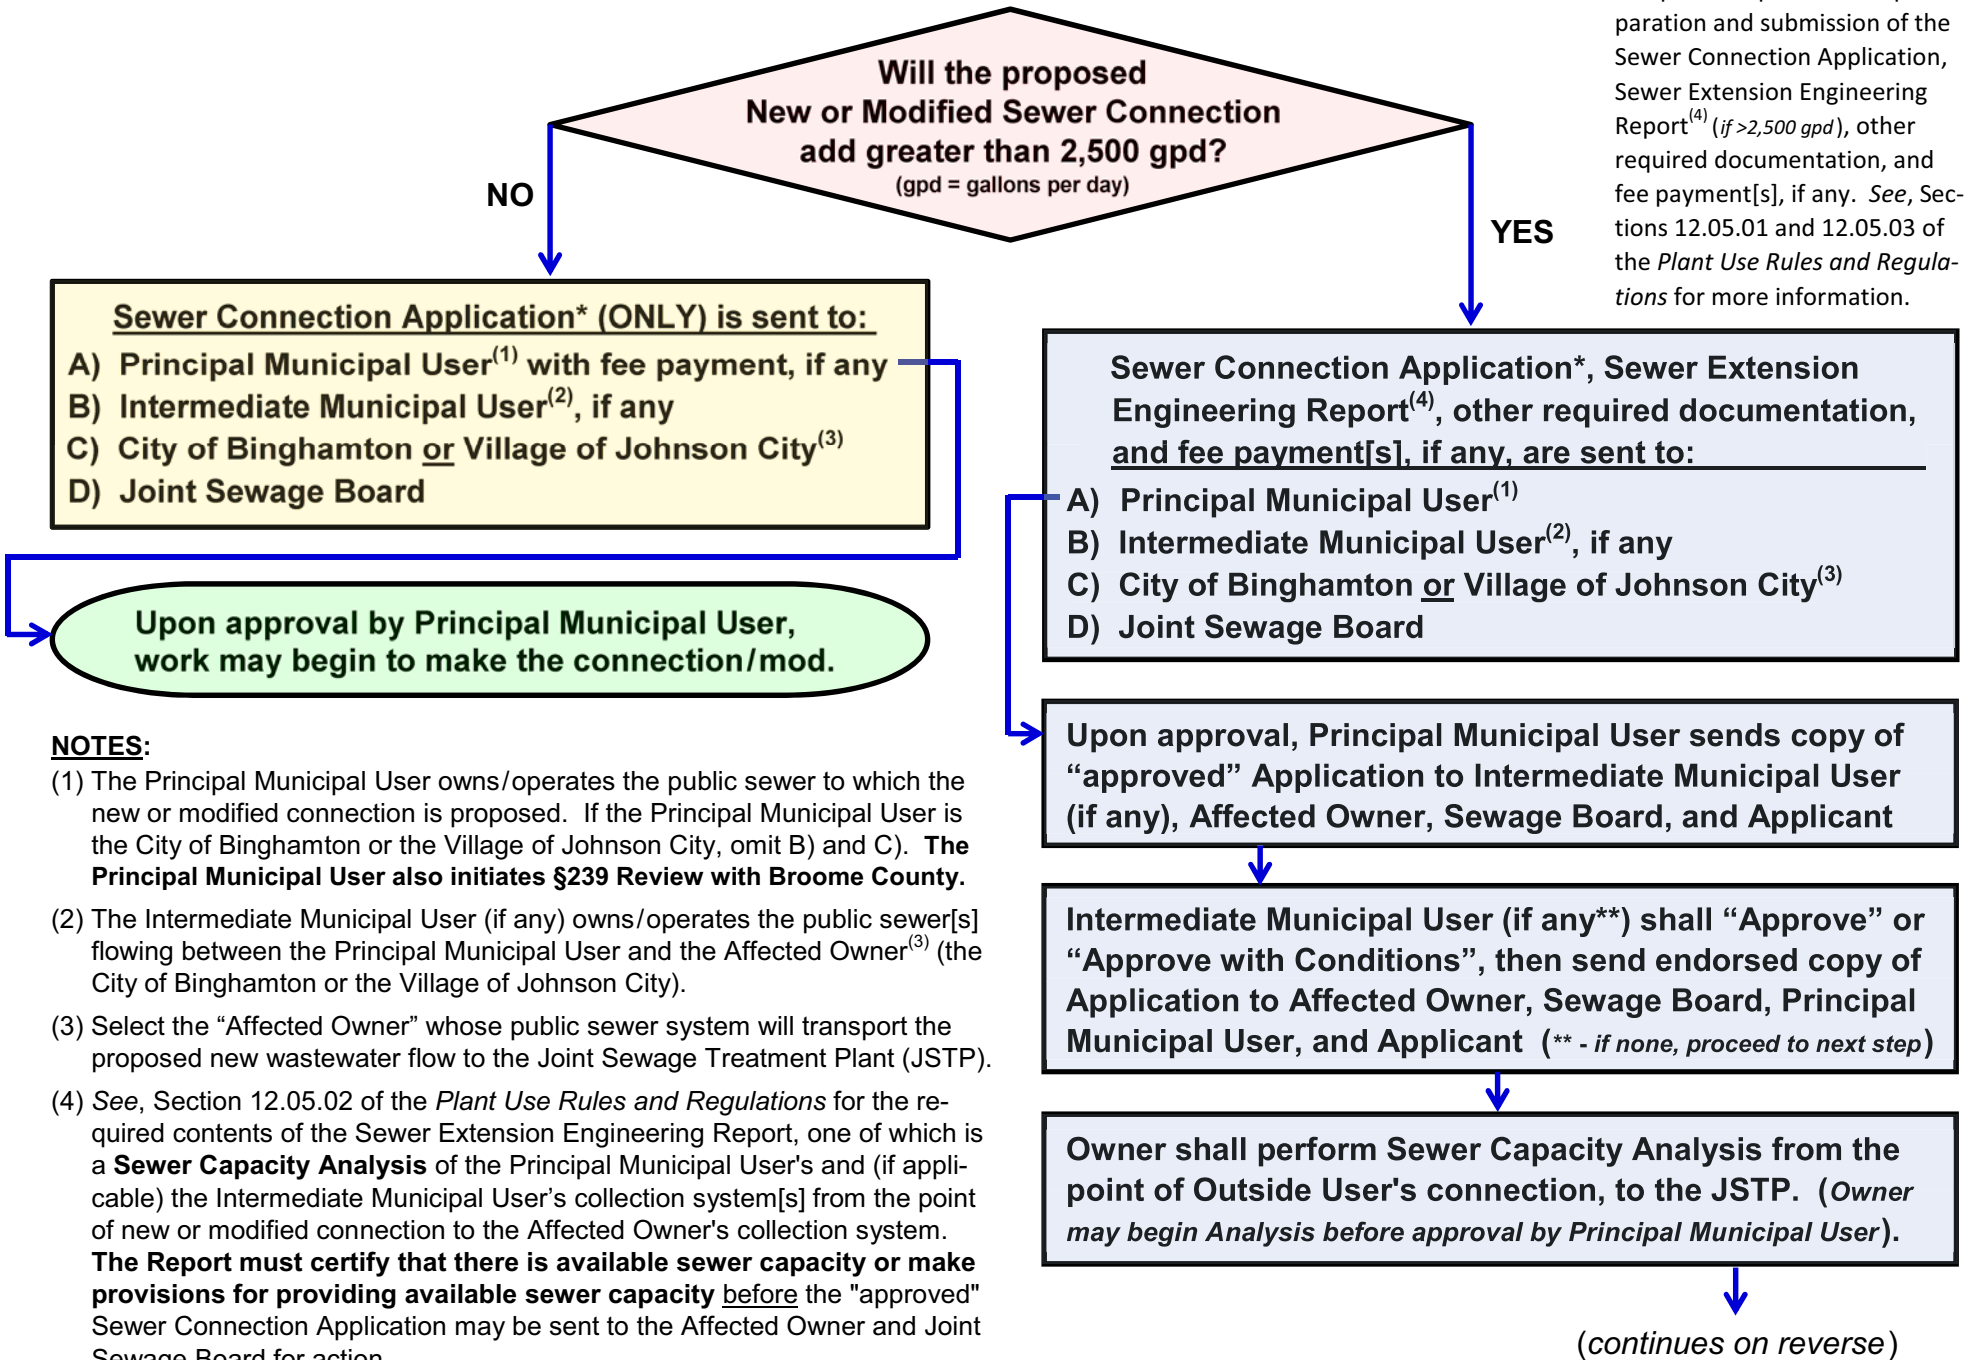 paration and submission of the
Sewer Connection Application,
Sewer Extension Engineering
Report(4) (if >2,500 gpd), other
required documentation, and
fee payment[s], if any. See, Sec-
tions 12.05.01 and 12.05.03 of
the Plant Use Rules and Regula-
tions for more information.
Will the proposed
New or Modified Sewer Connection
add greater than 2,500 gpd?
(gpd = gallons per day)
NO
YES
Sewer Connection Application* (ONLY) is sent to:
A) Principal Municipal User(1) with fee payment, if any
B) Intermediate Municipal User(2), if any
C) City of Binghamton or Village of Johnson City(3)
D) Joint Sewage Board
Upon approval by Principal Municipal User,
work may begin to make the connection/mod.
NOTES:
(1) The Principal Municipal User owns/operates the public sewer to which the
new or modified connection is proposed. If the Principal Municipal User is
the City of Binghamton or the Village of Johnson City, omit B) and C). The
Principal Municipal User also initiates §239 Review with Broome County.
(2) The Intermediate Municipal User (if any) owns/operates the public sewer[s]
flowing between the Principal Municipal User and the Affected Owner(3) (the
City of Binghamton or the Village of Johnson City).
(3) Select the “Affected Owner” whose public sewer system will transport the
proposed new wastewater flow to the Joint Sewage Treatment Plant (JSTP).
(4) See, Section 12.05.02 of the Plant Use Rules and Regulations for the re-
quired contents of the Sewer Extension Engineering Report, one of which is
a Sewer Capacity Analysis of the Principal Municipal User's and (if appli-
cable) the Intermediate Municipal User’s collection system[s] from the point
of new or modified connection to the Affected Owner's collection system.
The Report must certify that there is available sewer capacity or make
provisions for providing available sewer capacity before the "approved"
Sewer Connection Application may be sent to the Affected Owner and Joint
Sewage Board for action
Sewer Connection Application*, Sewer Extension
Engineering Report(4), other required documentation,
and fee payment[s], if any, are sent to:
A) Principal Municipal User(1)
B) Intermediate Municipal User(2), if any
C) City of Binghamton or Village of Johnson City(3)
D) Joint Sewage Board
Upon approval, Principal Municipal User sends copy of
“approved” Application to Intermediate Municipal User
(if any), Affected Owner, Sewage Board, and Applicant
Intermediate Municipal User (if any**) shall “Approve” or
“Approve with Conditions”, then send endorsed copy of
Application to Affected Owner, Sewage Board, Principal
Municipal User, and Applicant (** - if none, proceed to next step)
Owner shall perform Sewer Capacity Analysis from the
point of Outside User's connection, to the JSTP. (Owner
may begin Analysis before approval by Principal Municipal User).
(continues on reverse)